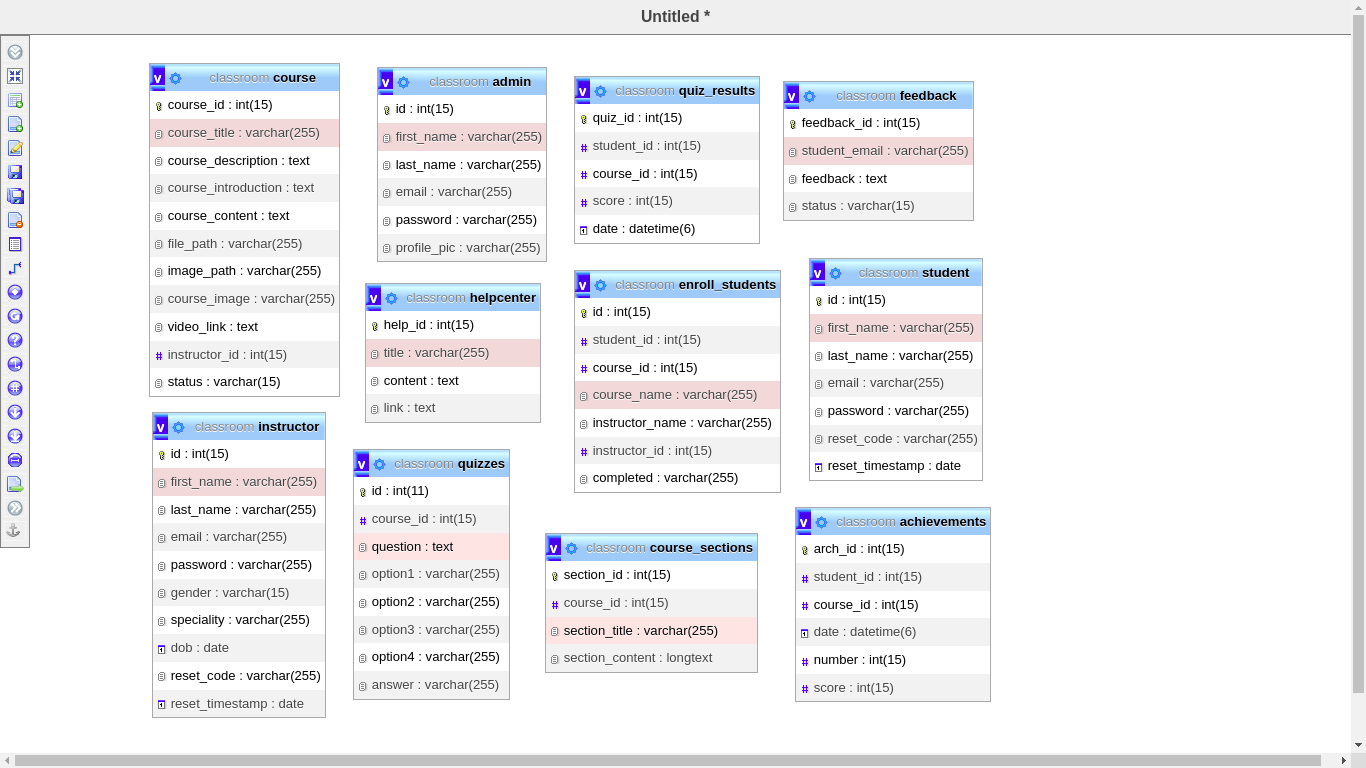 Untitled *
classroom course
course_id : int(15)
course_title : varchar(255)
course_description : text
course_introduction : text
course_content : text
file_path : varchar(255)
image_path : varchar(255)
course_image : varchar(255)
video_link : text
instructor_id : int(15)
status : varchar(15)
classroom admin
id : int(15)
first_name : varchar(255)
last_name : varchar(255)
email : varchar(255)
password : varchar(255)
profile_pic : varchar(255)
classroom quiz_results
quiz_id : int(15)
student_id : int(15)
course_id : int(15)
score : int(15)
date : datetime(6)
classroom feedback
feedback_id : int(15)
student_email : varchar(255)
feedback : text
status : varchar(15)
classroom helpcenter
help_id : int(15)
title : varchar(255)
content : text
link : text
classroom enroll_students
id : int(15)
student_id : int(15)
course_id : int(15)
course_name : varchar(255)
instructor_name : varchar(255)
instructor_id : int(15)
completed : varchar(255)
classroom student
id : int(15)
first_name : varchar(255)
last_name : varchar(255)
email : varchar(255)
password : varchar(255)
reset_code : varchar(255)
reset_timestamp : date
classroom instructor
id : int(15)
first_name : varchar(255)
last_name : varchar(255)
email : varchar(255)
password : varchar(255)
gender : varchar(15)
speciality : varchar(255)
dob : date
reset_code : varchar(255)
reset_timestamp : date
classroom quizzes
id : int(11)
course_id : int(15)
question : text
option1 : varchar(255)
option2 : varchar(255)
option3 : varchar(255)
option4 : varchar(255)
answer : varchar(255)
classroom course_sections
section_id : int(15)
course_id : int(15)
section_title : varchar(255)
section_content : longtext
classroom achievements
arch_id : int(15)
student_id : int(15)
course_id : int(15)
date : datetime(6)
number : int(15)
score : int(15)